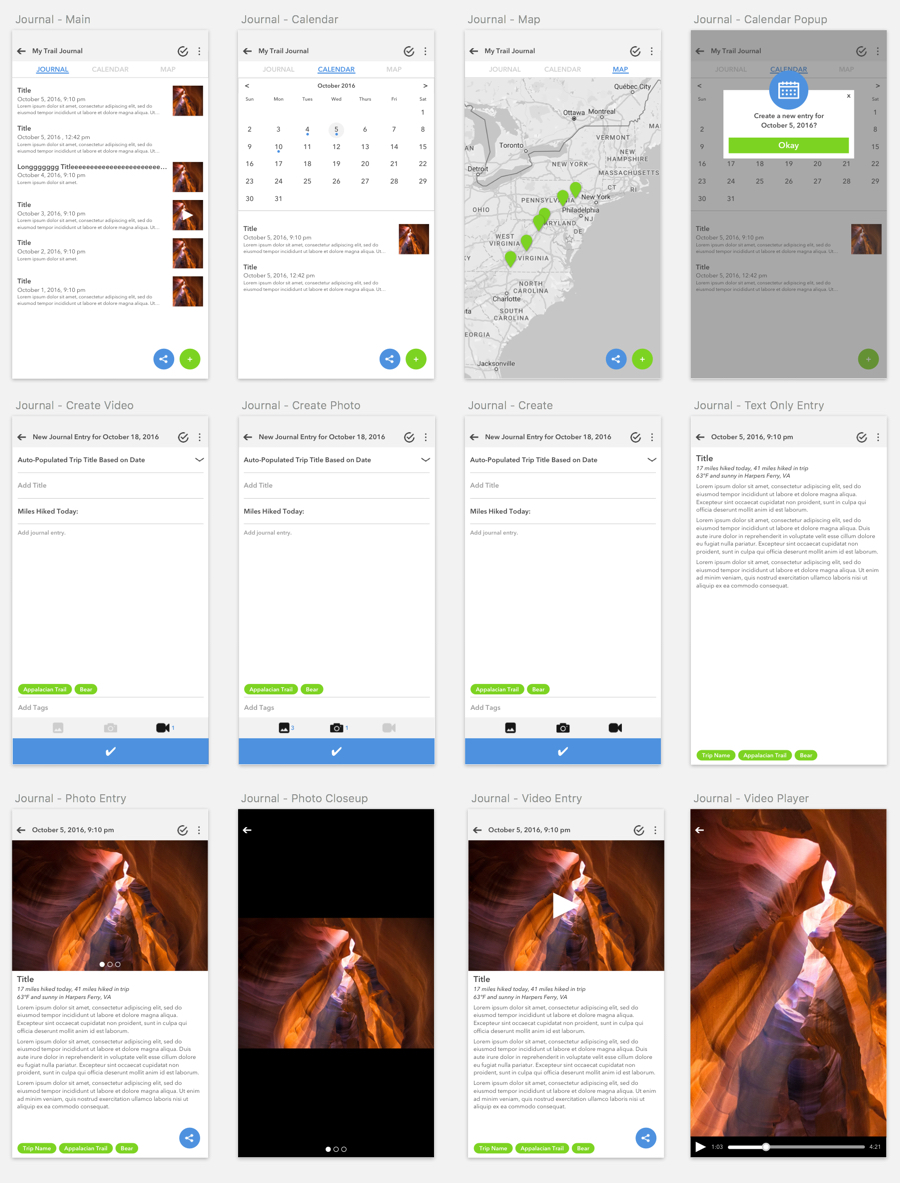 Journal - Main
My Trail Journal
JOURNAL CALENDAR MAP
Title
October 5, 2016, 9:10 pm
Lorem ipsum dolor sit amet, consectetur adipiscing elit, sed do
eiusmod tempor incididunt ut labore et dolore magna aliqua. Ut...
Title
October 5, 2016 , 12:42 pm
Lorem ipsum dolor sit amet, consectetur adipiscing elit, sed do
eiusmod tempor incididunt ut labore et dolore magna aliqua. Ut...
Longggggg Titleeeeeeeeeeeeeeeeeeeeeee...
October 4, 2016, 9:10 pm
Lorem ipsum dolor sit amet.
Title
October 3, 2016, 9:10 pm
Lorem ipsum dolor sit amet, consectetur adipiscing elit, sed do
eiusmod tempor incididunt ut labore et dolore magna aliqua. Ut...
Title
October 2, 2016, 9:10 pm
Lorem ipsum dolor sit amet.
Title
October 1, 2016, 9:10 pm
Lorem ipsum dolor sit amet, consectetur adipiscing elit, sed do
eiusmod tempor incididunt ut labore et dolore magna aliqua. Ut...
+
Journal - Calendar
My Trail Journal
JOURNAL CALENDAR MAP
< October 2016 >
Sun Mon Tues Wed Thurs Fri Sat
1
2 3 4 5 6 7 8
9 10 11 12 13 14 15
16 17 18 19 20 21 22
23 24 25 26 27 28 29
30 31
Title
October 5, 2016, 9:10 pm
Lorem ipsum dolor sit amet, consectetur adipiscing elit, sed do
eiusmod tempor incididunt ut labore et dolore magna aliqua. Ut...
Title
October 5, 2016, 12:42 pm
Lorem ipsum dolor sit amet, consectetur adipiscing elit, sed do
eiusmod tempor incididunt ut labore et dolore magna aliqua. Ut...
+
Journal - Map
My Trail Journal
JOURNAL CALENDAR MAP
Québec City
Ottawa Montreal
MA
VERMONT
Toronto
NEW
HAMPSHIRE
NEW YORK
MASSACHUSETTS
Detroit
CT RI
PENNSYLVANIA
New York
OHIO
Philadelphia
MARYLAND NJ
DE
WEST
VIRGINIA
KY
VIRGINIA
NORTH
CAROLINA
Charlotte
ta
SOUTH
CAROLINA
EORGIA
Jacksonville
+
Journal - Calendar Popup
My Trail Journal
JOURNAL CALENDAR MAP
< >
x
Sun Sat
Create a new entry for
October 5, 2016?
Okay
1
2 8
9 15
16 17 18 19 20 21 22
23 24 25 26 27 28 29
30 31
Title
October 5, 2016, 9:10 pm
Lorem ipsum dolor sit amet, consectetur adipiscing elit, sed do
eiusmod tempor incididunt ut labore et dolore magna aliqua. Ut...
Title
October 5, 2016, 12:42 pm
Lorem ipsum dolor sit amet, consectetur adipiscing elit, sed do
eiusmod tempor incididunt ut labore et dolore magna aliqua. Ut...
+
Journal - Create Video
New Journal Entry for October 18, 2016
Auto-Populated Trip Title Based on Date
Add Title
Miles Hiked Today:
Add journal entry.
Appalacian Trail Bear
Add Tags
1
Journal - Create Photo
New Journal Entry for October 18, 2016
Auto-Populated Trip Title Based on Date
Add Title
Miles Hiked Today:
Add journal entry.
Appalacian Trail Bear
Add Tags
1
Journal - Create
New Journal Entry for October 18, 2016
Auto-Populated Trip Title Based on Date
Add Title
Miles Hiked Today:
Add journal entry.
Appalacian Trail Bear
Add Tags
Journal - Text Only Entry
October 5, 2016, 9:10 pm
Title
17 miles hiked today, 41 miles hiked in trip
63°F and sunny in Harpers Ferry, VA
Lorem ipsum dolor sit amet, consectetur adipiscing elit, sed do
eiusmod tempor incididunt ut labore et dolore magna aliqua.
Excepteur sint occaecat cupidatat non proident, sunt in culpa qui
officia deserunt mollit anim id est laborum.
Lorem ipsum dolor sit amet, consectetur adipiscing elit, sed do
eiusmod tempor incididunt ut labore et dolore magna aliqua. Duis
aute irure dolor in reprehenderit in voluptate velit esse cillum dolore
eu fugiat nulla pariatur. Excepteur sint occaecat cupidatat non
proident, sunt in culpa qui officia deserunt mollit anim id est laborum.
Lorem ipsum dolor sit amet, consectetur adipiscing elit, sed do
eiusmod tempor incididunt ut labore et dolore magna aliqua. Ut enim
ad minim veniam, quis nostrud exercitation ullamco laboris nisi ut
aliquip ex ea commodo consequat.
Trip Name Appalacian Trail Bear
Journal - Photo Entry
October 5, 2016, 9:10 pm
Title
17 miles hiked today, 41 miles hiked in trip
63°F and sunny in Harpers Ferry, VA
Lorem ipsum dolor sit amet, consectetur adipiscing elit, sed do
eiusmod tempor incididunt ut labore et dolore magna aliqua.
Excepteur sint occaecat cupidatat non proident, sunt in culpa qui
officia deserunt mollit anim id est laborum.
Lorem ipsum dolor sit amet, consectetur adipiscing elit, sed do
eiusmod tempor incididunt ut labore et dolore magna aliqua. Duis
aute irure dolor in reprehenderit in voluptate velit esse cillum
dolore eu fugiat nulla pariatur. Excepteur sint occaecat cupidatat
non proident, sunt in culpa qui officia deserunt mollit anim id est
laborum.
Lorem ipsum dolor sit amet, consectetur adipiscing elit, sed do
eiusmod tempor incididunt ut labore et dolore magna aliqua. Ut enim
ad minim veniam, quis nostrud exercitation ullamco laboris nisi ut
aliquip ex ea commodo consequat.
Trip Name Appalacian Trail Bear
Journal - Photo Closeup
Journal - Video Entry
October 5, 2016, 9:10 pm
Title
17 miles hiked today, 41 miles hiked in trip
63°F and sunny in Harpers Ferry, VA
Lorem ipsum dolor sit amet, consectetur adipiscing elit, sed do
eiusmod tempor incididunt ut labore et dolore magna aliqua.
Excepteur sint occaecat cupidatat non proident, sunt in culpa qui
officia deserunt mollit anim id est laborum.
Lorem ipsum dolor sit amet, consectetur adipiscing elit, sed do
eiusmod tempor incididunt ut labore et dolore magna aliqua. Duis
aute irure dolor in reprehenderit in voluptate velit esse cillum
dolore eu fugiat nulla pariatur. Excepteur sint occaecat cupidatat
non proident, sunt in culpa qui officia deserunt mollit anim id est
laborum.
Lorem ipsum dolor sit amet, consectetur adipiscing elit, sed do
eiusmod tempor incididunt ut labore et dolore magna aliqua. Ut enim
ad minim veniam, quis nostrud exercitation ullamco laboris nisi ut
aliquip ex ea commodo consequat.
Trip Name Appalacian Trail Bear
Journal - Video Player
1:03 4:21